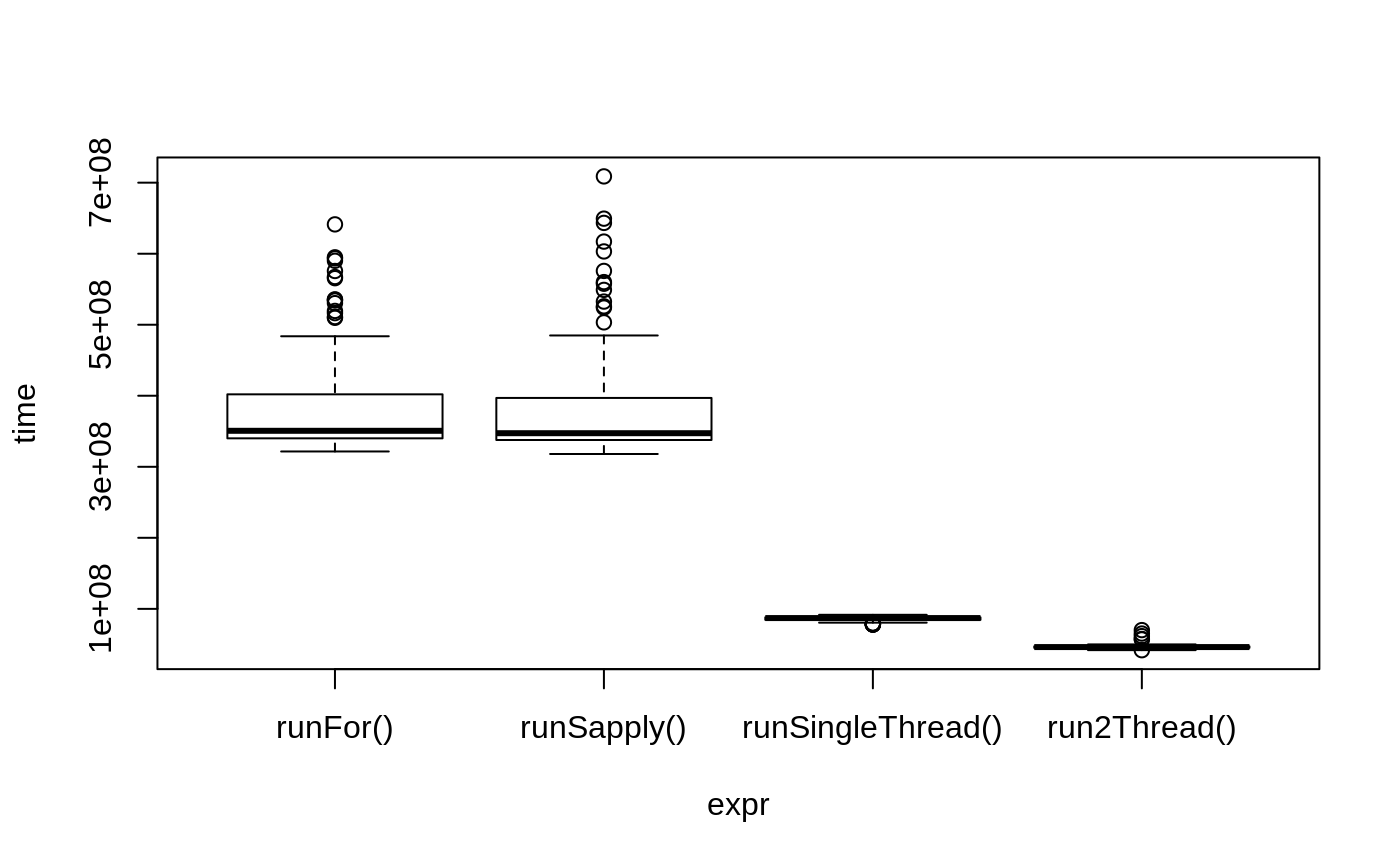 7e+08
5e+08
3e+08
1e+08
time
runFor()
runSapply()
runSingleThread()
run2Thread()
expr